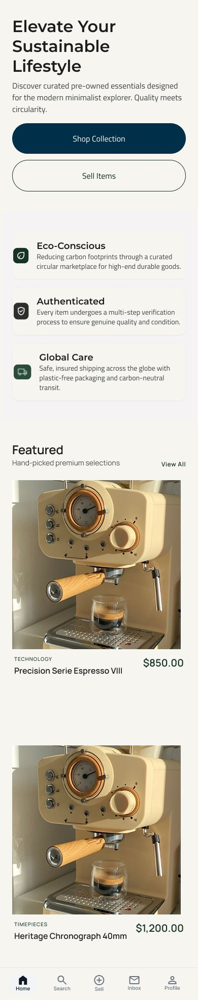 Elevate Your
Sustainable
Lifestyle
Discover curated pre-owned essentials designed
for the modern minimalist explorer. Quality meets
circularity.
Shop Collection
Sell Items
Eco-Conscious
Reducing carbon footprints through a curated
circular marketplace for high-end durable goods.
Authenticated
Every item undergoes a multi-step verification
process to ensure genuine quality and condition.
Global Care
Safe, insured shipping across the globe with
plastic-free packaging and carbon-neutral
transit.
Featured
Hand-picked premium selections
View All
TECHNOLOGY
Precision Serie Espresso VIII
$850.00
TIMEPIECES
Heritage Chronograph 40mm
$1,200.00
Home
Search
Sell
Inbox
Profile